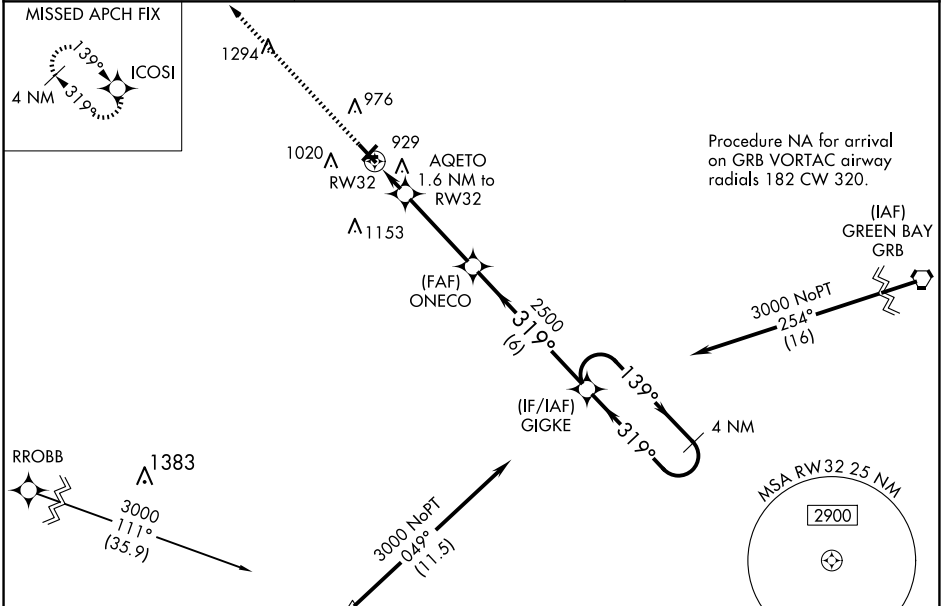 MISSED APCH FIX
139°
ICOSI
4 NM
319°
1294
976
929
1020
RW32
AQETO
1.6 NM to
RW32
1153
Procedure NA for arrival
on GRB VORTAC airway
radials 182 CW 320.
(IAF)
GREEN BAY
GRB
(FAF)
ONECO
2500
319°
(6)
3000 NoPT
254°
(16)
(IF/IAF)
GIGKE
139°
319°
4 NM
RROBB
1383
3000
111°
(35.9)
3000 NoPT
049°
(11.5)
MSA RW32 25 NM
2900